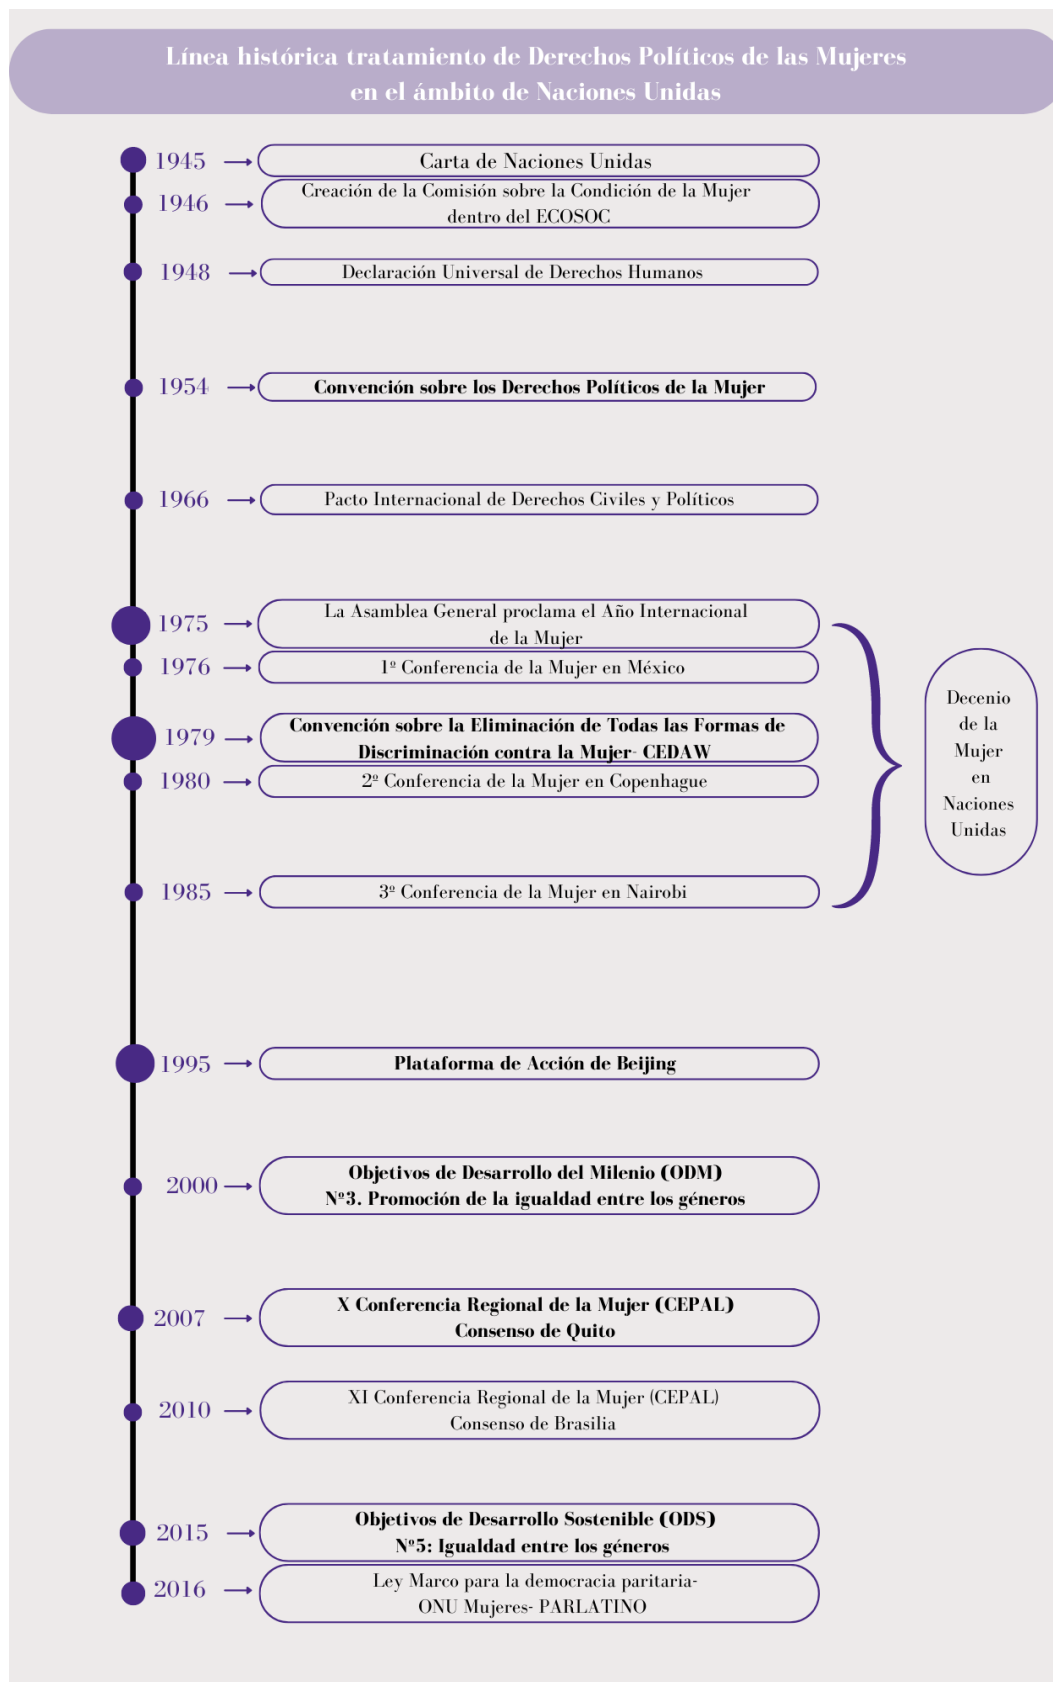 Línea histórica tratamiento de Derechos Políticos de las Mujeres
en el ámbito de Naciones Unidas
1945
Carta de Naciones Unidas
1946
Creación de la Comisión sobre la Condición de la Mujer
dentro del ECOSOC
1948
Declaración Universal de Derechos Humanos
1954
Convención sobre los Derechos Políticos de la Mujer
1966
Pacto Internacional de Derechos Civiles y Políticos
1975
La Asamblea General proclama el Año Internacional
de la Mujer
1976
1º Conferencia de la Mujer en México
1979
Convención sobre la Eliminación de Todas las Formas de
Discriminación contra la Mujer- CEDAW
1980
2º Conferencia de la Mujer en Copenhague
1985
3º Conferencia de la Mujer en Nairobi
Decenio
de la
Mujer
en
Naciones
Unidas
1995
Plataforma de Acción de Beijing
2000
Objetivos de Desarrollo del Milenio (ODM)
Nº3. Promoción de la igualdad entre los géneros
2007
X Conferencia Regional de la Mujer (CEPAL)
Consenso de Quito
2010
XI Conferencia Regional de la Mujer (CEPAL)
Consenso de Brasilia
2015
Objetivos de Desarrollo Sostenible (ODS)
Nº5: Igualdad entre los géneros
2016
Ley Marco para la democracia paritaria-
ONU Mujeres- PARLATINO